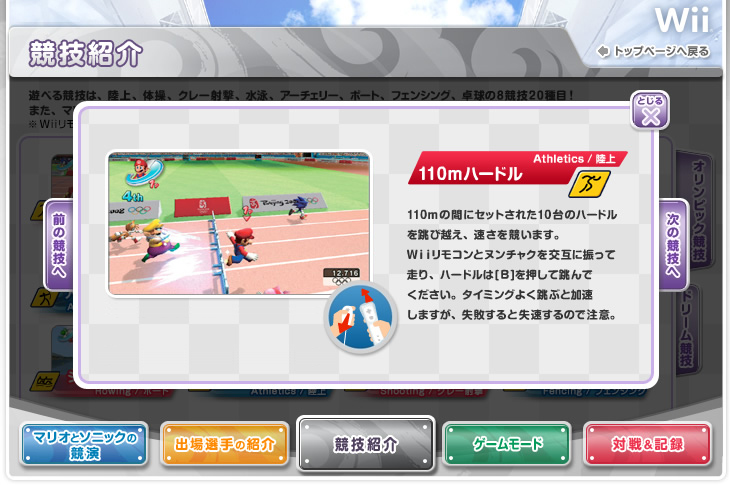 Wii
競技紹介
トップページへ戻る
遊べる競技は、陸上、体操、クレー射撃、水泳、アーチェリー、ボート、フェンシング、卓球の8競技20種目！
また、マ
※Wiiリモ
とじる
Athletics / 陸上
110mハードル
4th
1P
12.716
110mの間にセットされた10台のハードル
を跳び越え、速さを競います。
Wiiリモコンとヌンチャクを交互に振って
走り、ハードルは[B]を押して跳んで
ください。タイミングよく跳ぶと加速
しますが、失敗すると失速するので注意。
前の競技へ
次の競技へ
オリンピック競技
ドリーム競技
Rowing / ボート
Athletics / 陸上
Shooting / クレー射撃
Fencing / フェンシング
マリオとソニックの
競演
出場選手の紹介
競技紹介
ゲームモード
対戦&記録